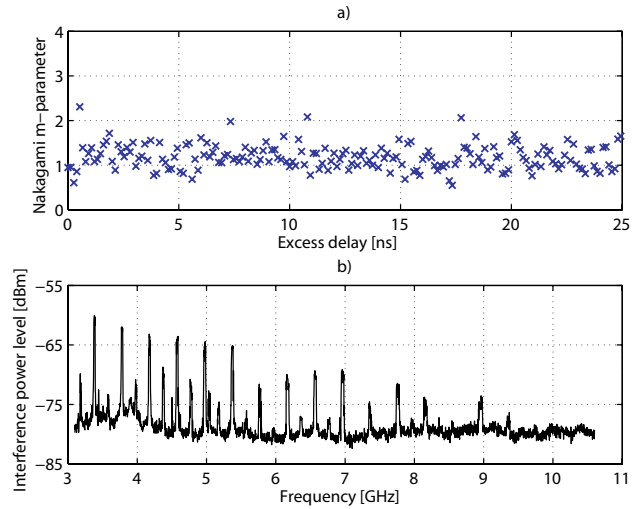 a)
Nakagami m−parameter
4
3
2
1
0
0 5 10 15 20 25
Excess delay [ns]
b)
Interference power level [dBm]
−55
−65
−75
−85
3 4 5 6 7 8 9 10 11
Frequency [GHz]